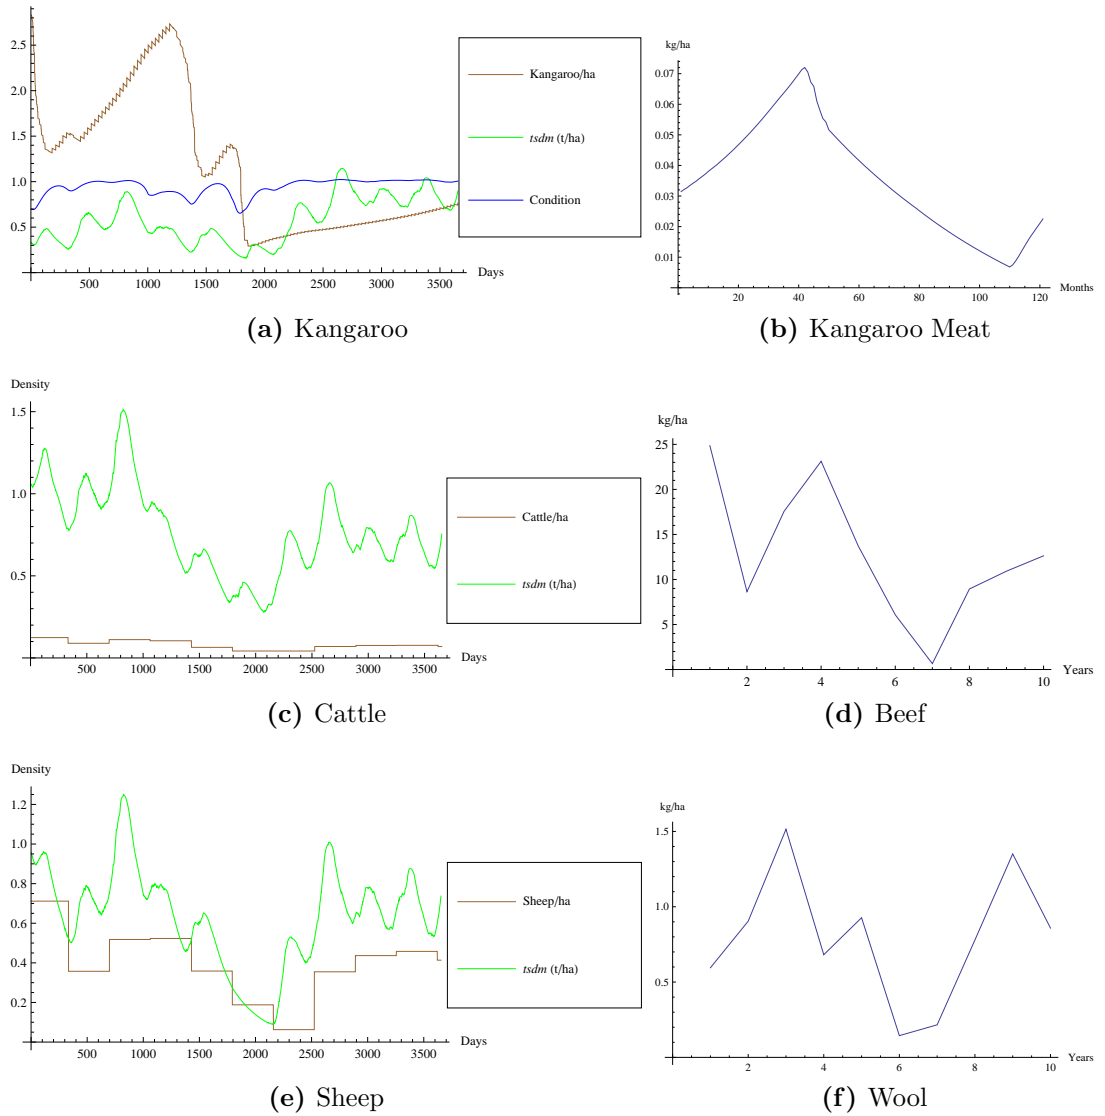 2.5
2.0
1.5
1.0
0.5
500 1000 1500 2000 2500 3000 3500
Days
Kangaroo/ha
tsdm (t/ha)
Condition
(a) Kangaroo
kg/ha
0.07
0.06
0.05
0.04
0.03
0.02
0.01
20 40 60 80 100 120
Months
(b) Kangaroo Meat
Density
1.5
1.0
0.5
500 1000 1500 2000 2500 3000 3500
Days
Cattle/ha
tsdm (t/ha)
(c) Cattle
kg/ha
25
20
15
10
5
2 4 6 8 10
Years
(d) Beef
Density
1.2
1.0
0.8
0.6
0.4
0.2
500 1000 1500 2000 2500 3000 3500
Days
Sheep/ha
tsdm (t/ha)
(e) Sheep
kg/ha
1.5
1.0
0.5
2 4 6 8 10
Years
(f) Wool